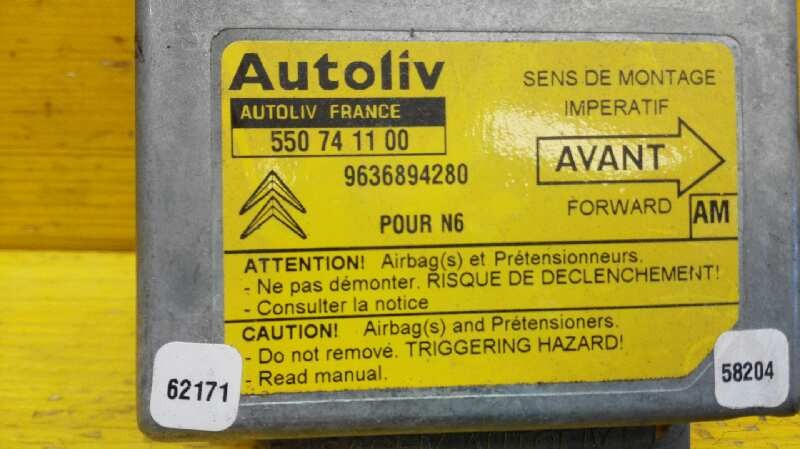 Autoliv
AUTOLIV FRANCE
550 74 11 00
9636894280
POUR N6
SENS DE MONTAGE
IMPERATIF
AVANT
FORWARD
AM
ATTENTION! Airbag(s) et Prétensionneurs.
- Ne pas démonter. RISQUE DE DECLENCHEMENT!
- Consulter la notice
CAUTION! Airbag(s) and Prétensioners.
- Do not remove. TRIGGERING HAZARD!
- Read manual.
62171
58204
AUTOLIV